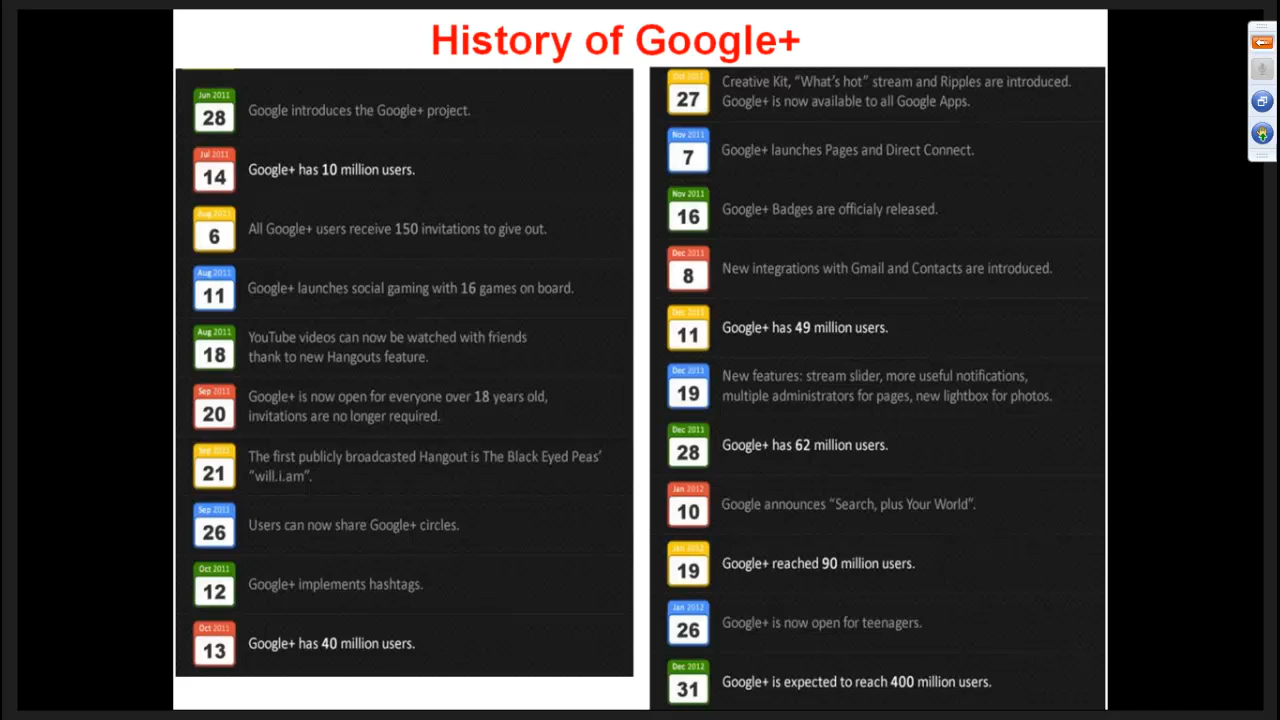 History of Google+
Jun 2011
28
Google introduces the Google+ project.
Jul 2011
14
Google+ has 10 million users.
Aug 2011
6
All Google+ users receive 150 invitations to give out.
Aug 2011
11
Google+ launches social gaming with 16 games on board.
Aug 2011
18
YouTube videos can now be watched with friends
thank to new Hangouts feature.
Sep 2011
20
Google+ is now open for everyone over 18 years old,
invitations are no longer required.
Sep 2011
21
The first publicly broadcasted Hangout is The Black Eyed Peas’
“will.i.am”.
Sep 2011
26
Users can now share Google+ circles.
Oct 2011
12
Google+ implements hashtags.
Oct 2011
13
Google+ has 40 million users.
Oct 2011
27
Creative Kit, “What’s hot” stream and Ripples are introduced.
Google+ is now available to all Google Apps.
Nov 2011
7
Google+ launches Pages and Direct Connect.
Nov 2011
16
Google+ Badges are officialy released.
Dec 2011
8
New integrations with Gmail and Contacts are introduced.
Dec 2011
11
Google+ has 49 million users.
Dec 2011
19
New features: stream slider, more useful notifications,
multiple administrators for pages, new lightbox for photos.
Dec 2011
28
Google+ has 62 million users.
Jan 2012
10
Google announces “Search, plus Your World”.
Jan 2012
19
Google+ reached 90 million users.
Jan 2012
26
Google+ is now open for teenagers.
Dec 2012
31
Google+ is expected to reach 400 million users.